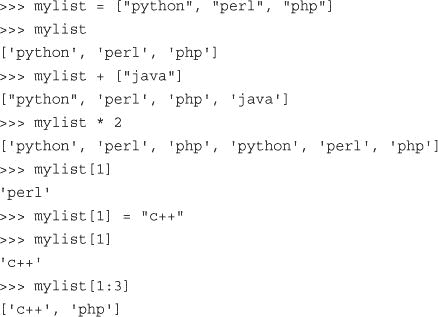 >>> mylist = ["python", "perl", "php"]
>>> mylist
['python', 'perl', 'php']
>>> mylist + ["java"]
["python", 'perl', 'php', 'java']
>>> mylist * 2
['python', 'perl', 'php', 'python', 'perl', 'php']
>>> mylist[1]
'perl'
>>> mylist[1] = "c++"
>>> mylist[1]
'c++'
>>> mylist[1:3]
['c++', 'php']